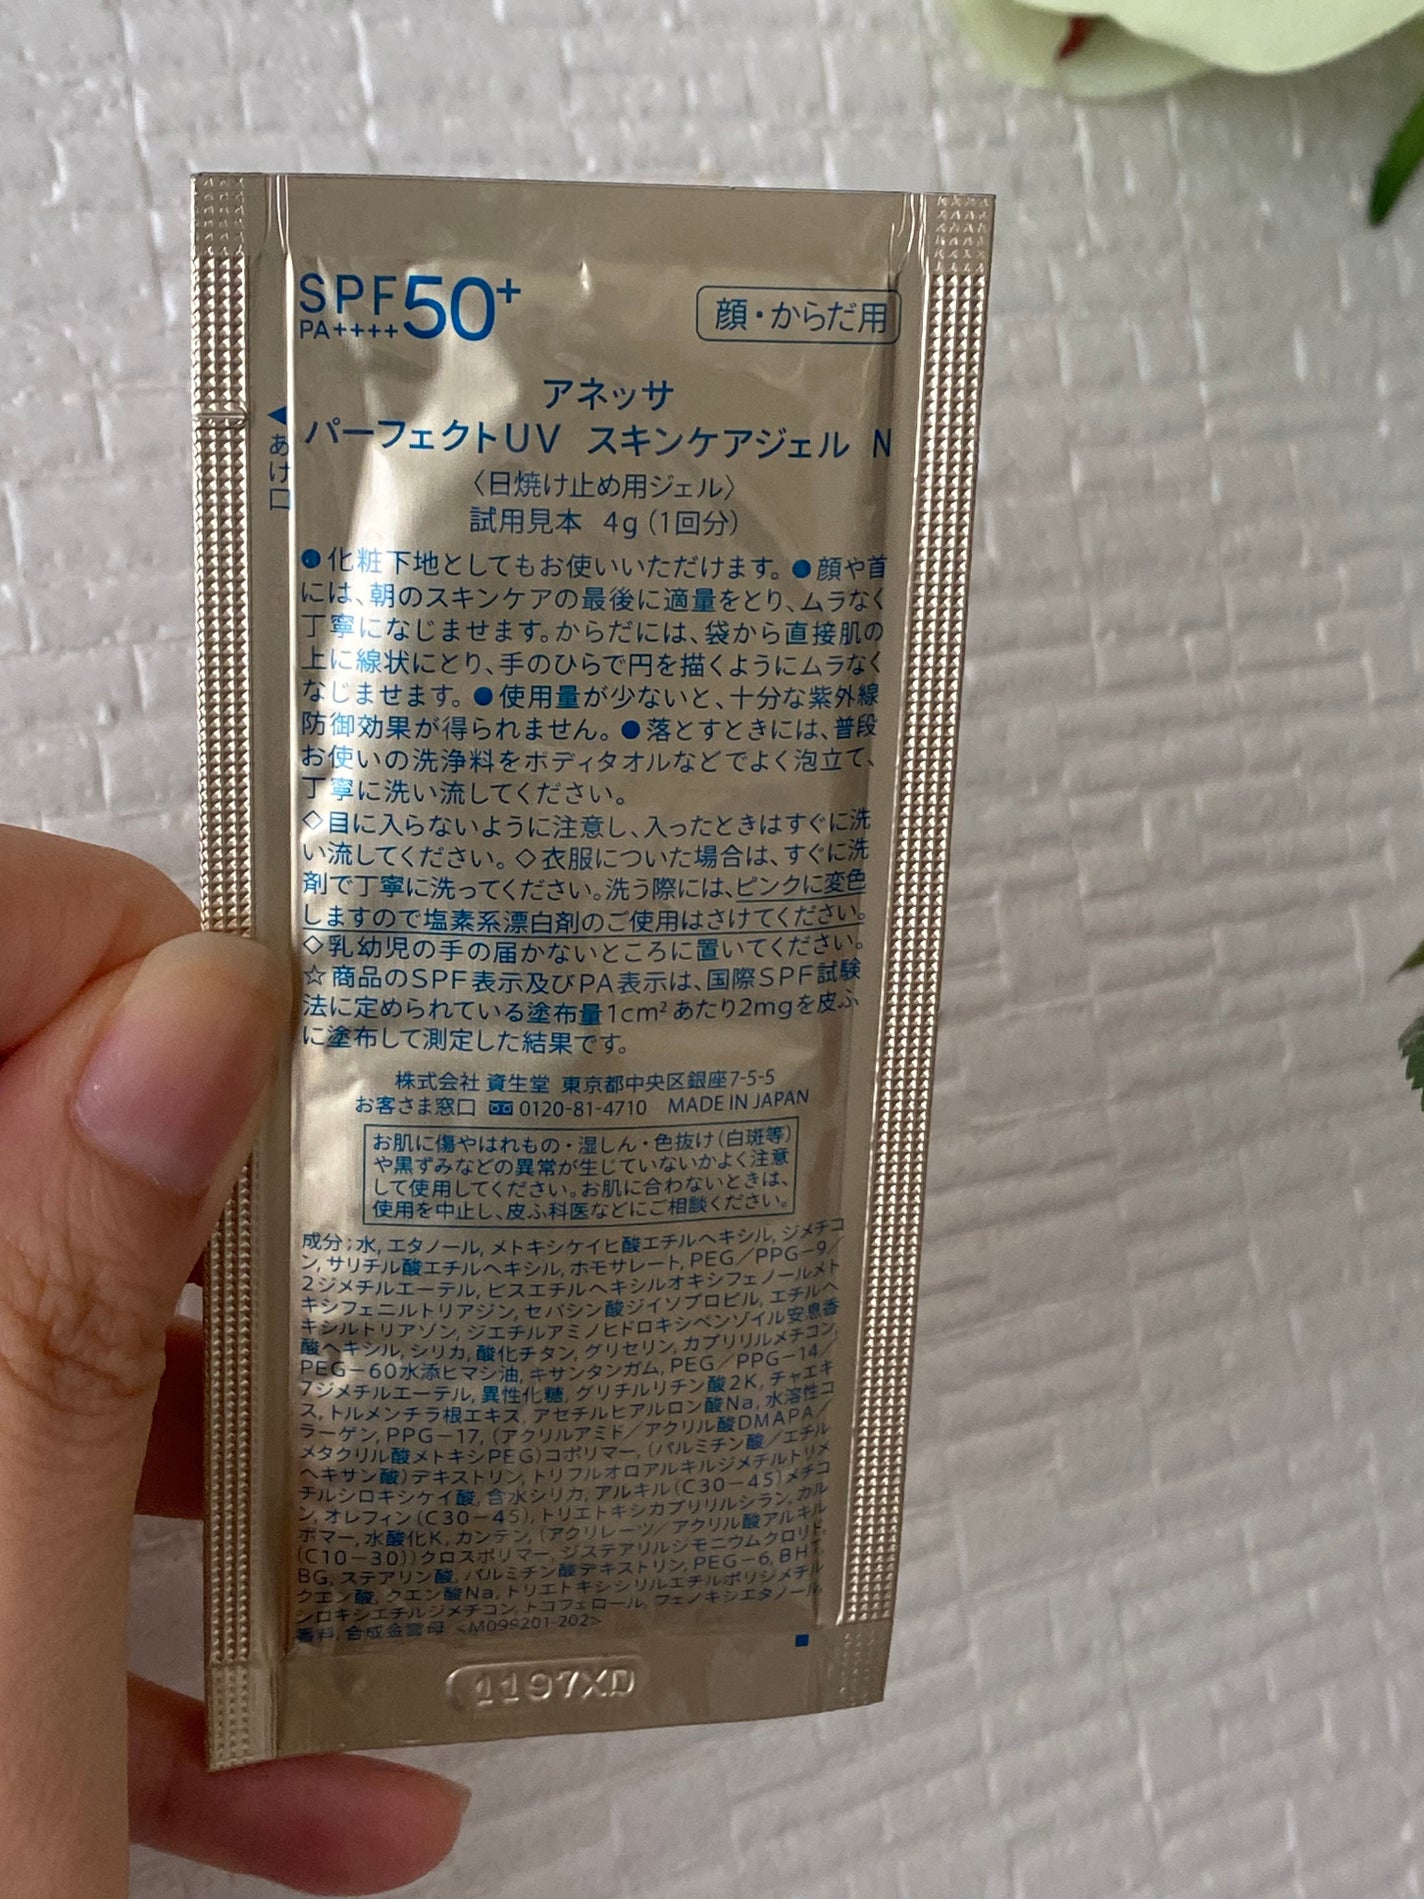 SPF50+
PA++++
顔・からだ用
◀あけ口
アネッサ
パーフェクトUV スキンケアジェル N
〈日焼け止め用ジェル〉
試用見本 4g（1回分）
●化粧下地としてもお使いいただけます。●顔や首
には、朝のスキンケアの最後に適量をとり、ムラなく
丁寧になじませます。からだには、袋から直接肌の
上に線状にとり、手のひらで円を描くようにムラなく
なじませます。●使用量が少ないと、十分な紫外線
防御効果が得られません。●落とすときには、普段
お使いの洗浄料をボディタオルなどでよく泡立て、
丁寧に洗い流してください。
◇目に入らないように注意し、入ったときはすぐに洗
い流してください。◇衣服についた場合は、すぐに洗
剤で丁寧に洗ってください。洗う際には、ピンクに変色
しますので塩素系漂白剤のご使用はさけてください。
◇乳幼児の手の届かないところに置いてください。
☆商品のSPF表示及びPA表示は、国際SPF試験
法に定められている塗布量1cm²あたり2mgを皮ふ
に塗布して測定した結果です。
株式会社 資生堂 東京都中央区銀座7-5-5
お客さま窓口 0120-81-4710 MADE IN JAPAN
お肌に傷やはれもの・湿しん・色抜け（白斑等）
や黒ずみなどの異常が生じていないかよく注意
して使用してください。お肌に合わないときは、
使用を中止し、皮ふ科医などにご相談ください。
成分；水, エタノール, メトキシケイヒ酸エチルヘキシル, ジメチコ
ン, サリチル酸エチルヘキシル, ホモサレート, PEG／PPG－9／
2ジメチルエーテル, ビスエチルヘキシルオキシフェノールメト
キシフェニルトリアジン, セバシン酸ジイソプロピル, エチルヘ
キシルトリアゾン, ジエチルアミノヒドロキシベンゾイル安息香
酸ヘキシル, シリカ, 酸化チタン, グリセリン, カプリリルメチコン,
PEG－60水添ヒマシ油, キサンタンガム, PEG／PPG－14／
7ジメチルエーテル, 異性化糖, グリチルリチン酸2K, チャエキ
ス, トルメンチラ根エキス, アセチルヒアルロン酸Na, 水溶性コ
ラーゲン, PPG－17, (アクリルアミド／アクリル酸DMAPA／
メタクリル酸メトキシPEG)コポリマー, (パルミチン酸／エチル
ヘキサン酸)デキストリン, トリフルオロアルキルジメチルトリメ
チルシロキシケイ酸, 含水シリカ, アルキル(C30－45)メチコ
ン, オレフィン(C30－45), トリエトキシカプリリルシラン, カル
ボマー, 水酸化K, カンテン, (アクリレーツ／アクリル酸アルキル
(C10－30))クロスポリマー, ジステアリルジモニウムクロリド,
BG, ステアリン酸, パルミチン酸デキストリン, PEG－6, BHT,
クエン酸, クエン酸Na, トリエトキシシリルエチルポリジメチル
シロキシエチルジメチコン, トコフェロール, フェノキシエタノール,
香料, 合成金雲母 <M099201-202>
1197XD